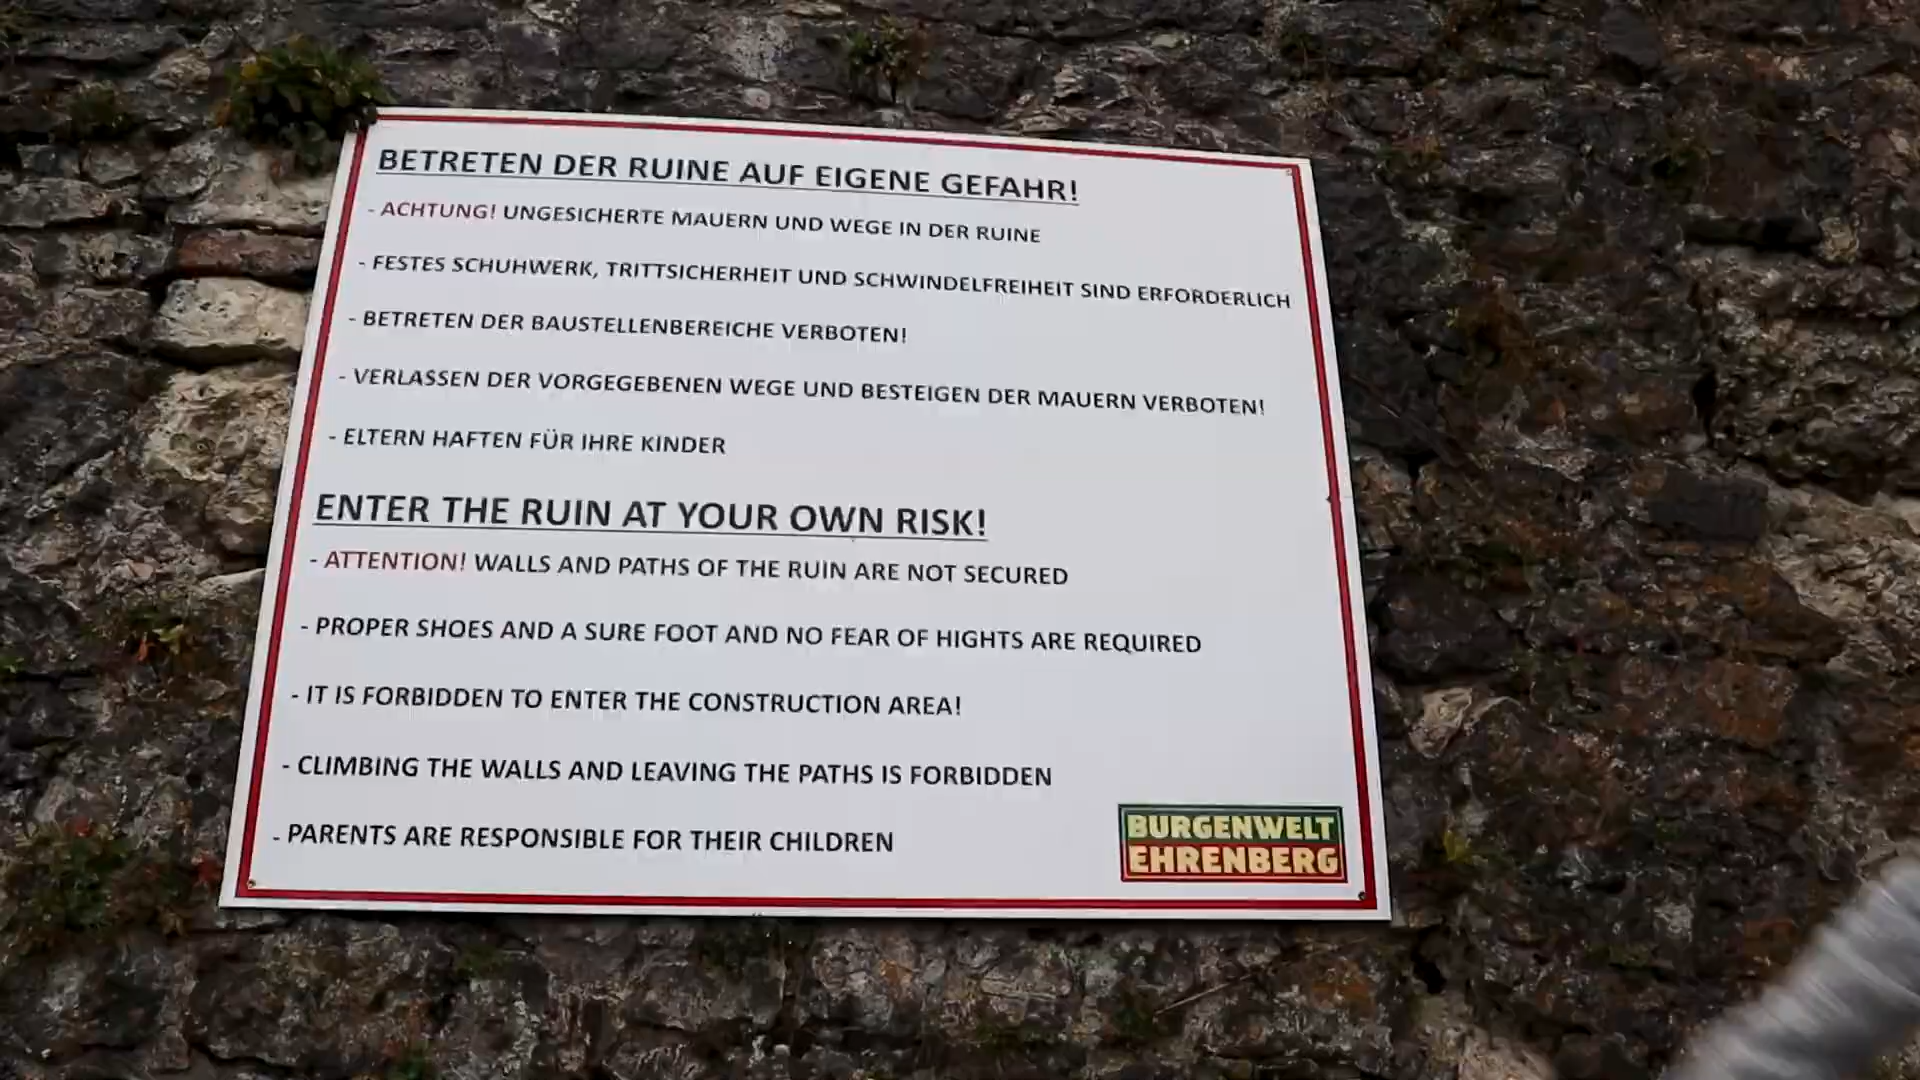 BETRETEN DER RUINE AUF EIGENE GEFAHR!
- ACHTUNG! UNGESICHERTE MAUERN UND WEGE IN DER RUINE
- FESTES SCHUHWERK, TRITTSICHERHEIT UND SCHWINDELFREIHEIT SIND ERFORDERLICH
- BETRETEN DER BAUSTELLENBEREICHE VERBOTEN!
- VERLASSEN DER VORGEGEBENEN WEGE UND BESTEIGEN DER MAUERN VERBOTEN!
- ELTERN HAFTEN FÜR IHRE KINDER
ENTER THE RUIN AT YOUR OWN RISK!
- ATTENTION! WALLS AND PATHS OF THE RUIN ARE NOT SECURED
- PROPER SHOES AND A SURE FOOT AND NO FEAR OF HIGHTS ARE REQUIRED
- IT IS FORBIDDEN TO ENTER THE CONSTRUCTION AREA!
- CLIMBING THE WALLS AND LEAVING THE PATHS IS FORBIDDEN
- PARENTS ARE RESPONSIBLE FOR THEIR CHILDREN
BURGENWELT
EHRENBERG